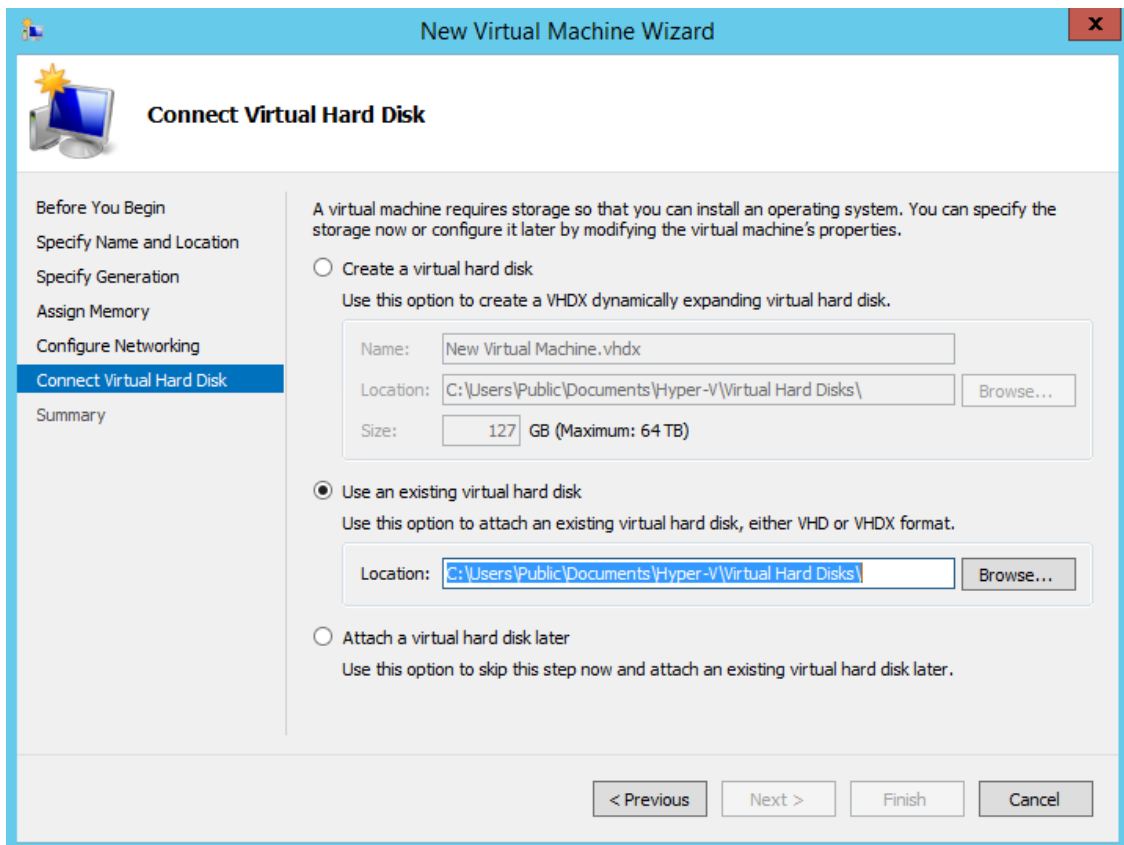 New Virtual Machine Wizard
x
Connect Virtual Hard Disk
Before You Begin
Specify Name and Location
Specify Generation
Assign Memory
Configure Networking
Connect Virtual Hard Disk
Summary
A virtual machine requires storage so that you can install an operating system. You can specify the
storage now or configure it later by modifying the virtual machine's properties.
Create a virtual hard disk
Use this option to create a VHDX dynamically expanding virtual hard disk.
Name: New Virtual Machine.vhdx
Location: C:\Users\Public\Documents\Hyper-V\Virtual Hard Disks\ Browse...
Size: 127 GB (Maximum: 64 TB)
Use an existing virtual hard disk
Use this option to attach an existing virtual hard disk, either VHD or VHDX format.
Location: C:\Users\Public\Documents\Hyper-V\Virtual Hard Disks\ Browse...
Attach a virtual hard disk later
Use this option to skip this step now and attach an existing virtual hard disk later.
< Previous Next > Finish Cancel